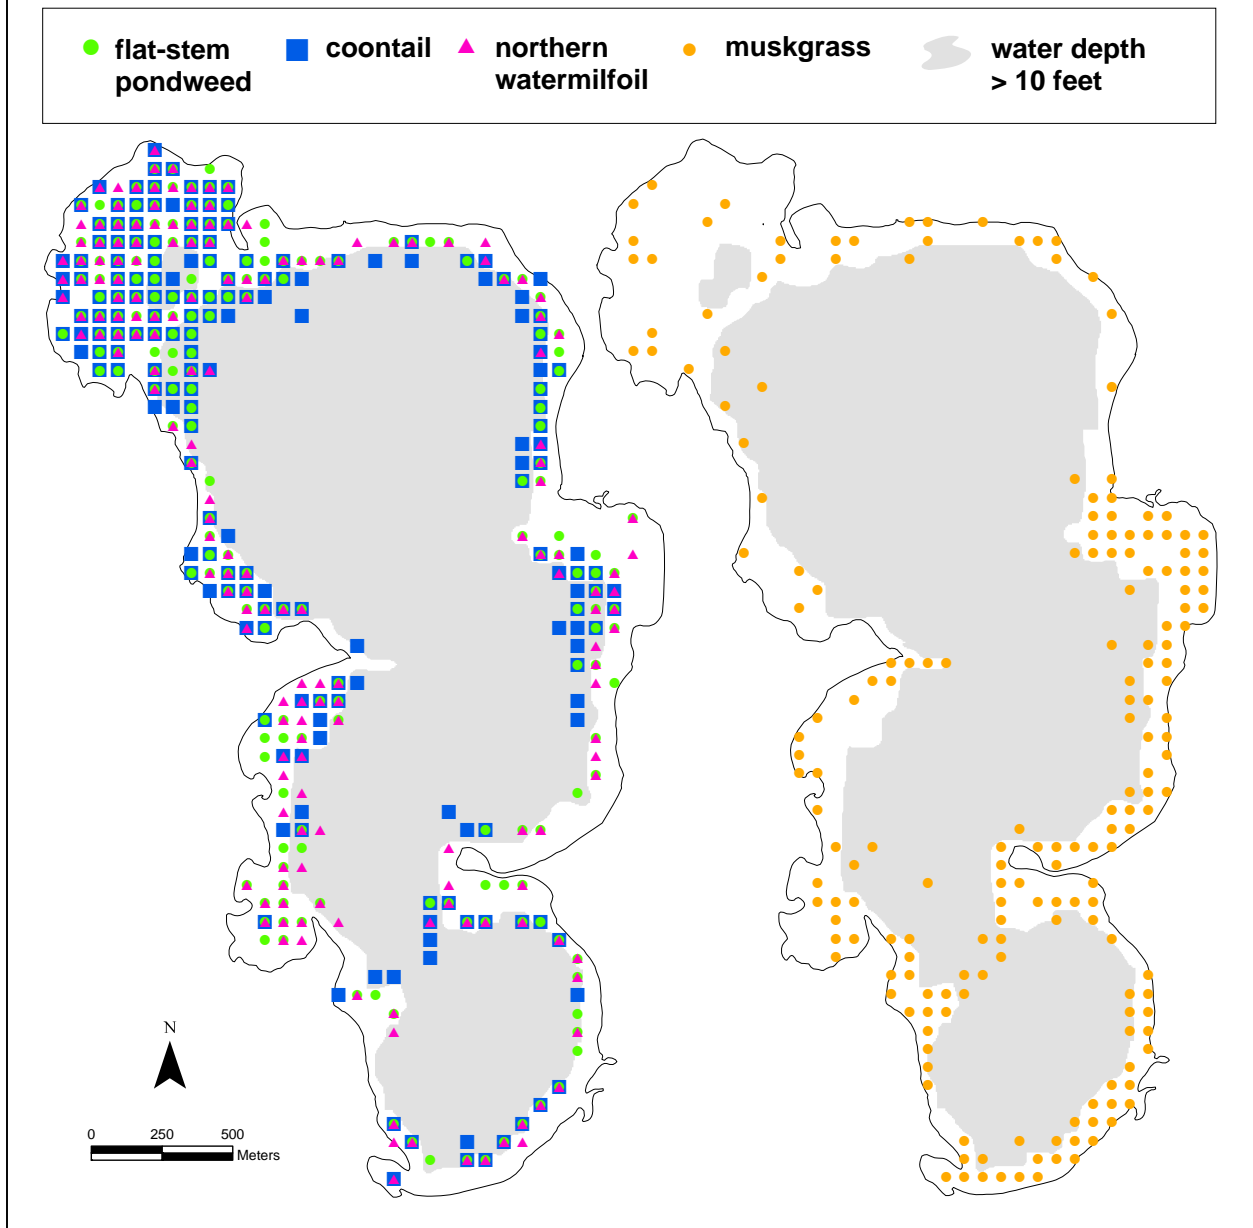 flat-stem
pondweed
coontail
northern
watermilfoil
muskgrass
water depth
> 10 feet
N
0 250 500
Meters